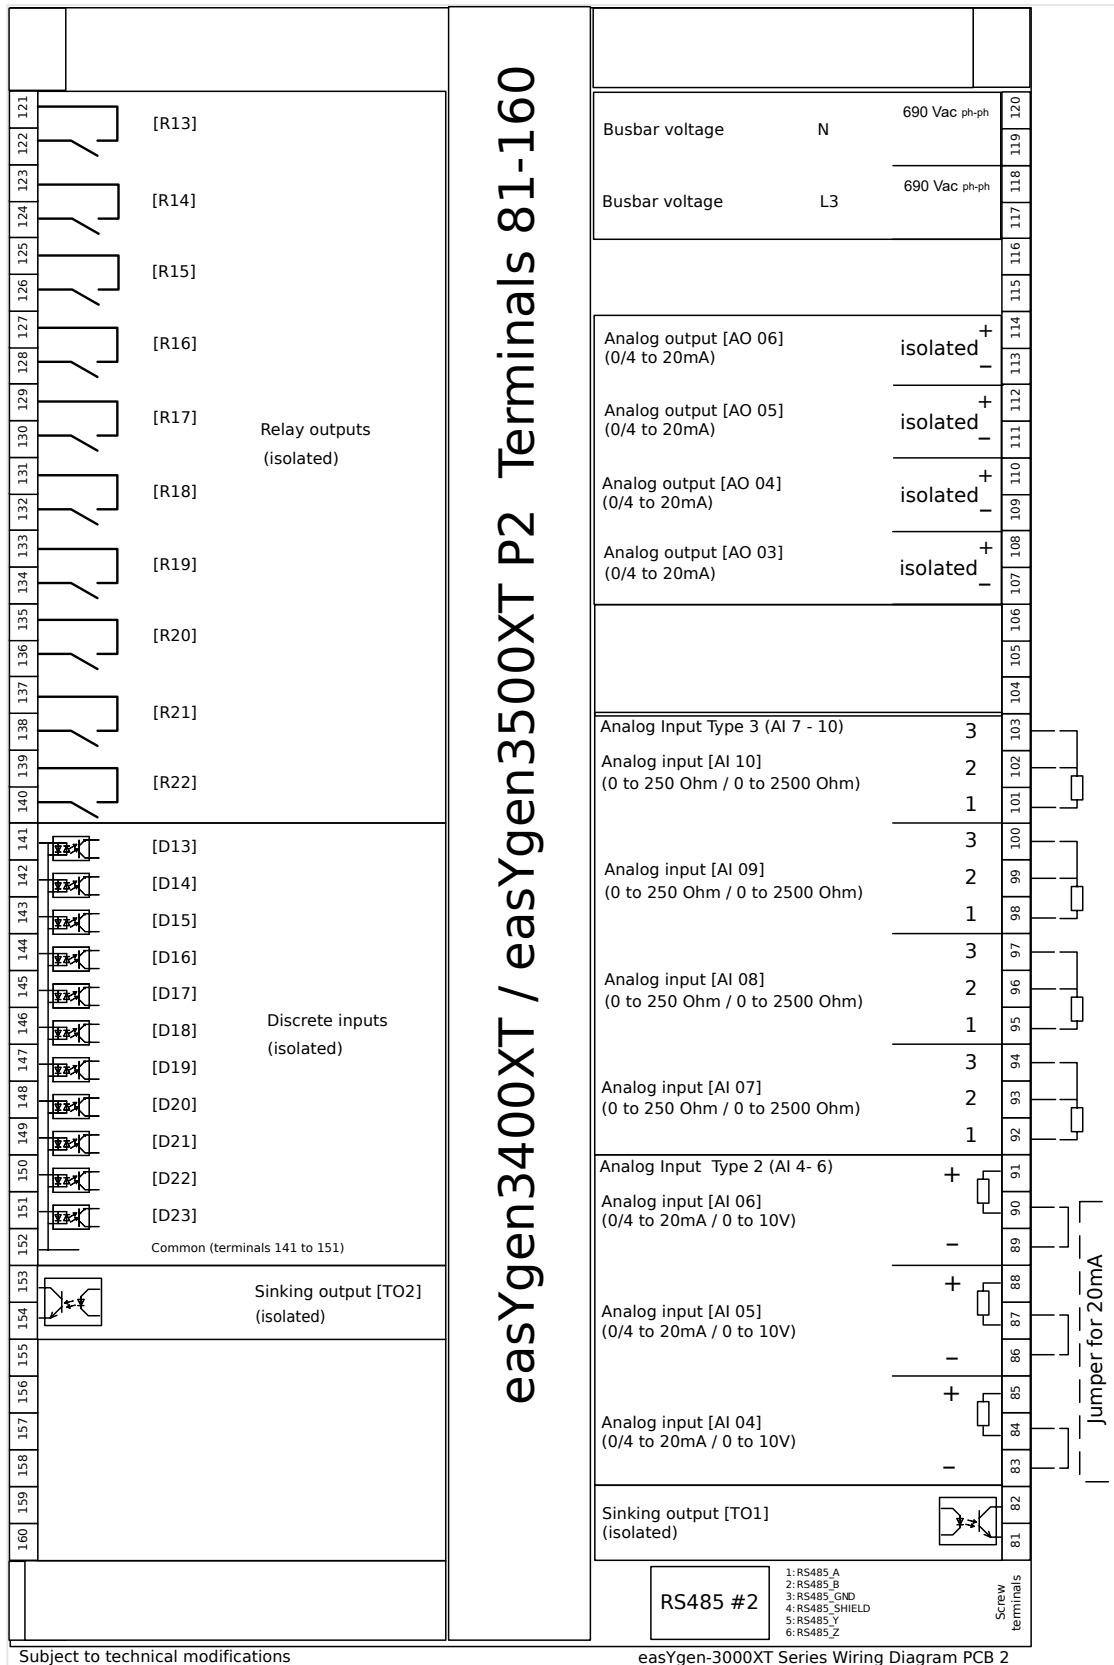 121
[R13]
122
123
[R14]
124
125
[R15]
126
127
[R16]
128
129
[R17]
130
Relay outputs
(isolated)
131
[R18]
132
133
[R19]
134
135
[R20]
136
137
[R21]
138
139
[R22]
140
141
[D13]
142
[D14]
143
[D15]
144
[D16]
145
[D17]
146
[D18]
Discrete inputs
(isolated)
147
[D19]
148
[D20]
149
[D21]
150
[D22]
151
[D23]
152
Common (terminals 141 to 151)
153
154
Sinking output [TO2]
(isolated)
155
156
157
158
159
160
easYgen3400XT / easYgen3500XT P2 Terminals 81-160
Busbar voltage N 690 Vac ph-ph
120
119
Busbar voltage L3 690 Vac ph-ph
118
117
116
115
Analog output [AO 06]
(0/4 to 20mA)
isolated + −
114
113
Analog output [AO 05]
(0/4 to 20mA)
isolated + −
112
111
Analog output [AO 04]
(0/4 to 20mA)
isolated + −
110
109
Analog output [AO 03]
(0/4 to 20mA)
isolated + −
108
107
106
105
104
Analog Input Type 3 (AI 7 - 10)
Analog input [AI 10]
(0 to 250 Ohm / 0 to 2500 Ohm)
3 103
2 102
1 101
Analog input [AI 09]
(0 to 250 Ohm / 0 to 2500 Ohm)
3 100
2 99
1 98
Analog input [AI 08]
(0 to 250 Ohm / 0 to 2500 Ohm)
3 97
2 96
1 95
Analog input [AI 07]
(0 to 250 Ohm / 0 to 2500 Ohm)
3 94
2 93
1 92
Analog Input Type 2 (AI 4- 6)
Analog input [AI 06]
(0/4 to 20mA / 0 to 10V)
+ 91
90
− 89
Analog input [AI 05]
(0/4 to 20mA / 0 to 10V)
+ 88
87
− 86
Analog input [AI 04]
(0/4 to 20mA / 0 to 10V)
+ 85
84
− 83
Jumper for 20mA
Sinking output [TO1]
(isolated)
82
81
RS485 #2
1: RS485_A
2: RS485_B
3: RS485_GND
4: RS485_SHIELD
5: RS485_Y
6: RS485_Z
Screw
terminals
Subject to technical modifications
easYgen-3000XT Series Wiring Diagram PCB 2